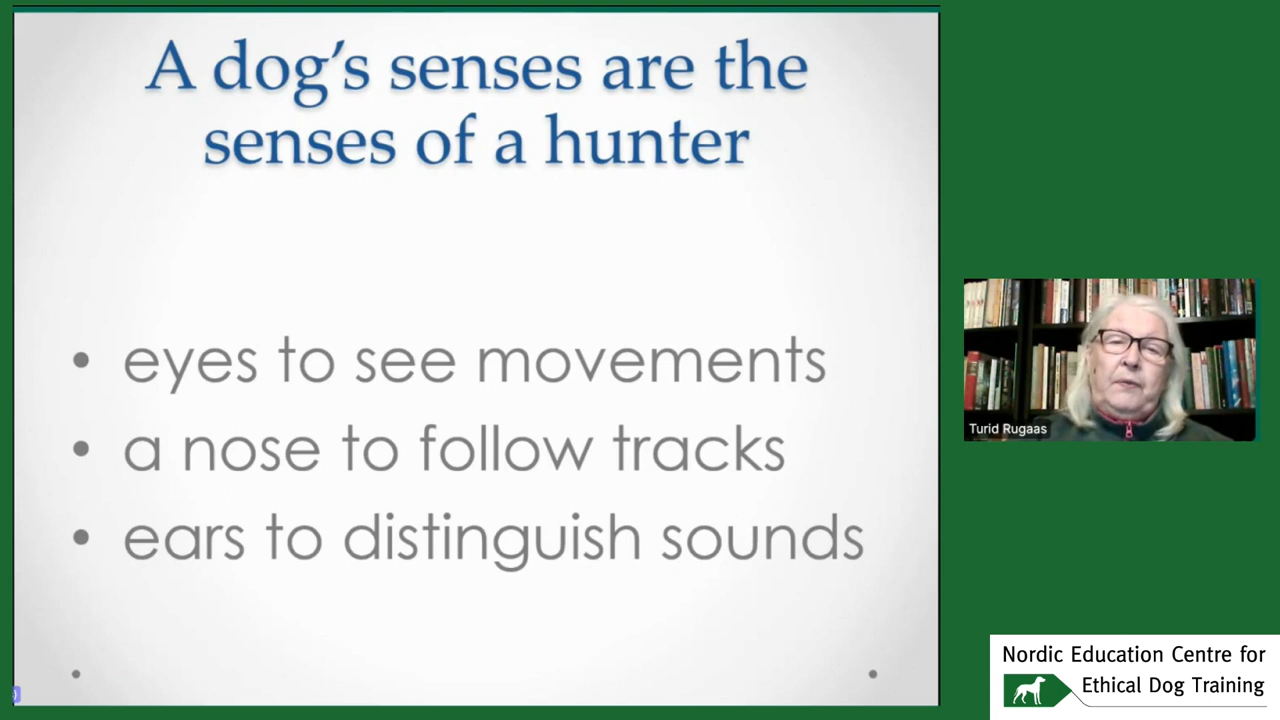 A dog’s senses are the
senses of a hunter
• eyes to see movements
• a nose to follow tracks
• ears to distinguish sounds
Turid Rugaas
Nordic Education Centre for
Ethical Dog Training